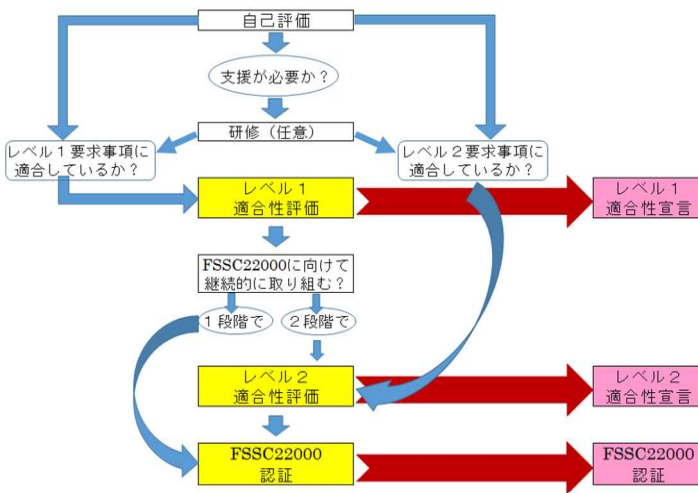 自己評価
支援が必要か?
研修(任意)
レベル1要求事項に
適合しているか?
レベル2要求事項に
適合しているか?
レベル1
適合性評価
レベル1
適合性宣言
FSSC22000に向けて
継続的に取り組む?
1段階で
2段階で
レベル2
適合性評価
レベル2
適合性宣言
FSSC22000
認証
FSSC22000
認証